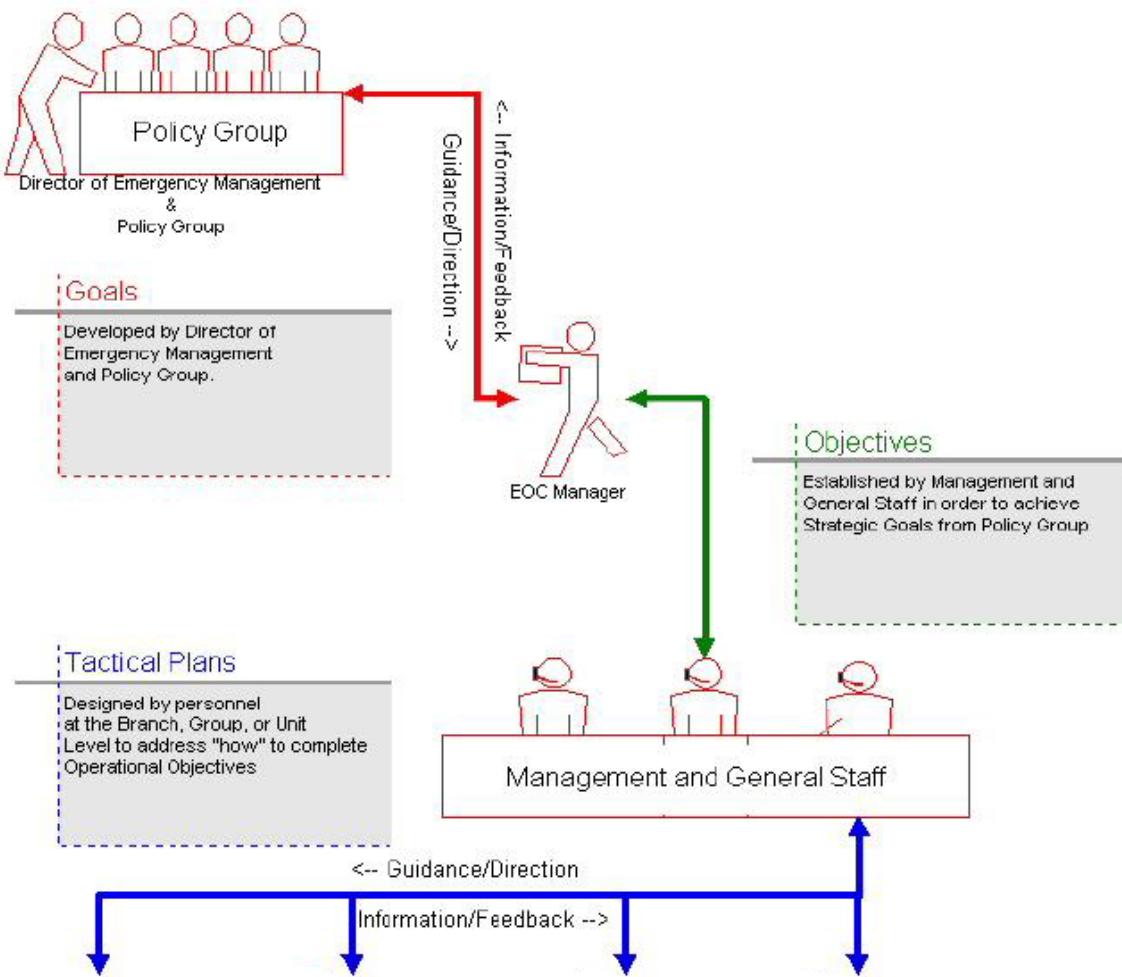 Policy Group
Director of Emergency Management
&
Policy Group
<-- Information/Feedback
Guidance/Direction -->
Goals
Developed by Director of
Emergency Management
and Policy Group.
EOC Manager
Objectives
Established by Management and
General Staff in order to achieve
Strategic Goals from Policy Group
Tactical Plans
Designed by personnel
at the Branch, Group, or Unit
Level to address "how" to complete
Operational Objectives
Management and General Staff
<-- Guidance/Direction
Information/Feedback -->